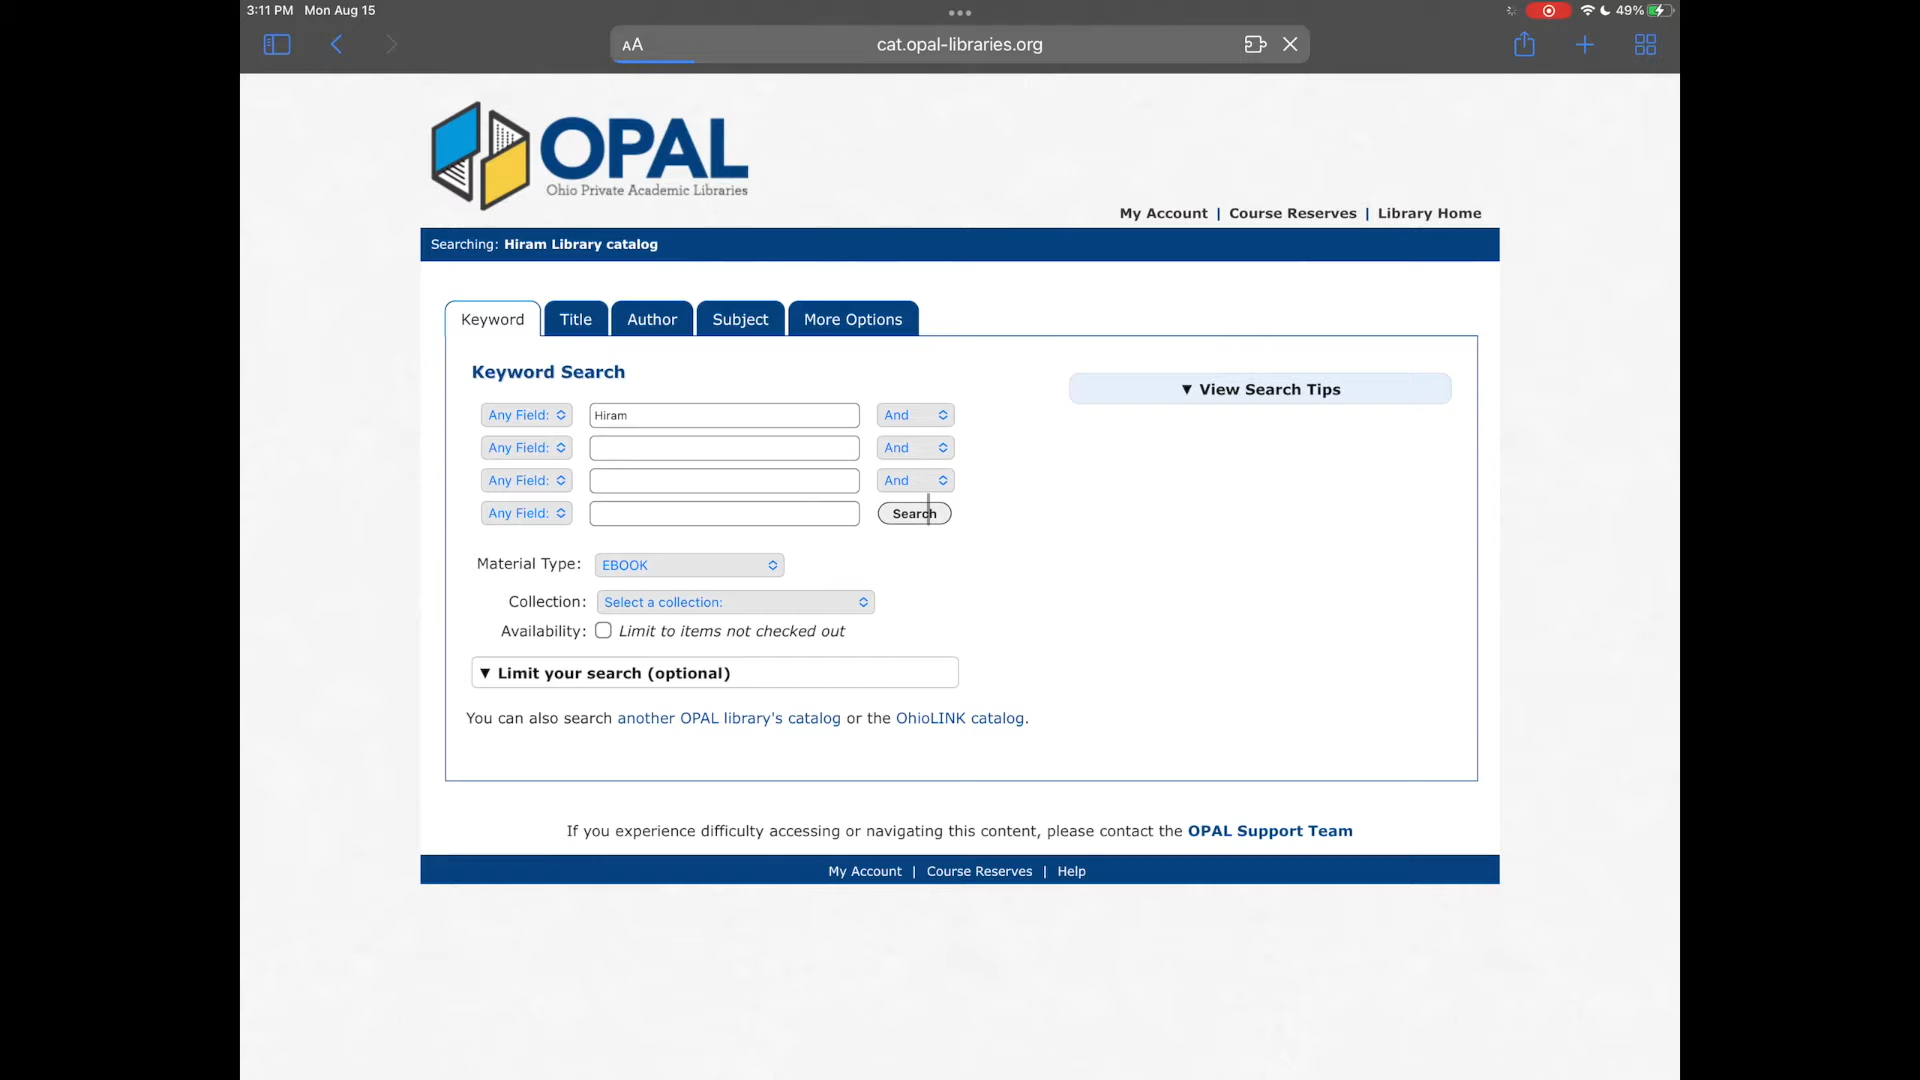 3:11 PM Mon Aug 15
49%
AA
cat.opal-libraries.org
OPAL
Ohio Private Academic Libraries
My Account | Course Reserves | Library Home
Searching: Hiram Library catalog
Keyword
Title
Author
Subject
More Options
Keyword Search
▼ View Search Tips
Any Field: Hiram And
Any Field: And
Any Field: And
Any Field: Search
Material Type: EBOOK
Collection: Select a collection:
Availability: Limit to items not checked out
▼ Limit your search (optional)
You can also search another OPAL library's catalog or the OhioLINK catalog.
If you experience difficulty accessing or navigating this content, please contact the OPAL Support Team
My Account | Course Reserves | Help